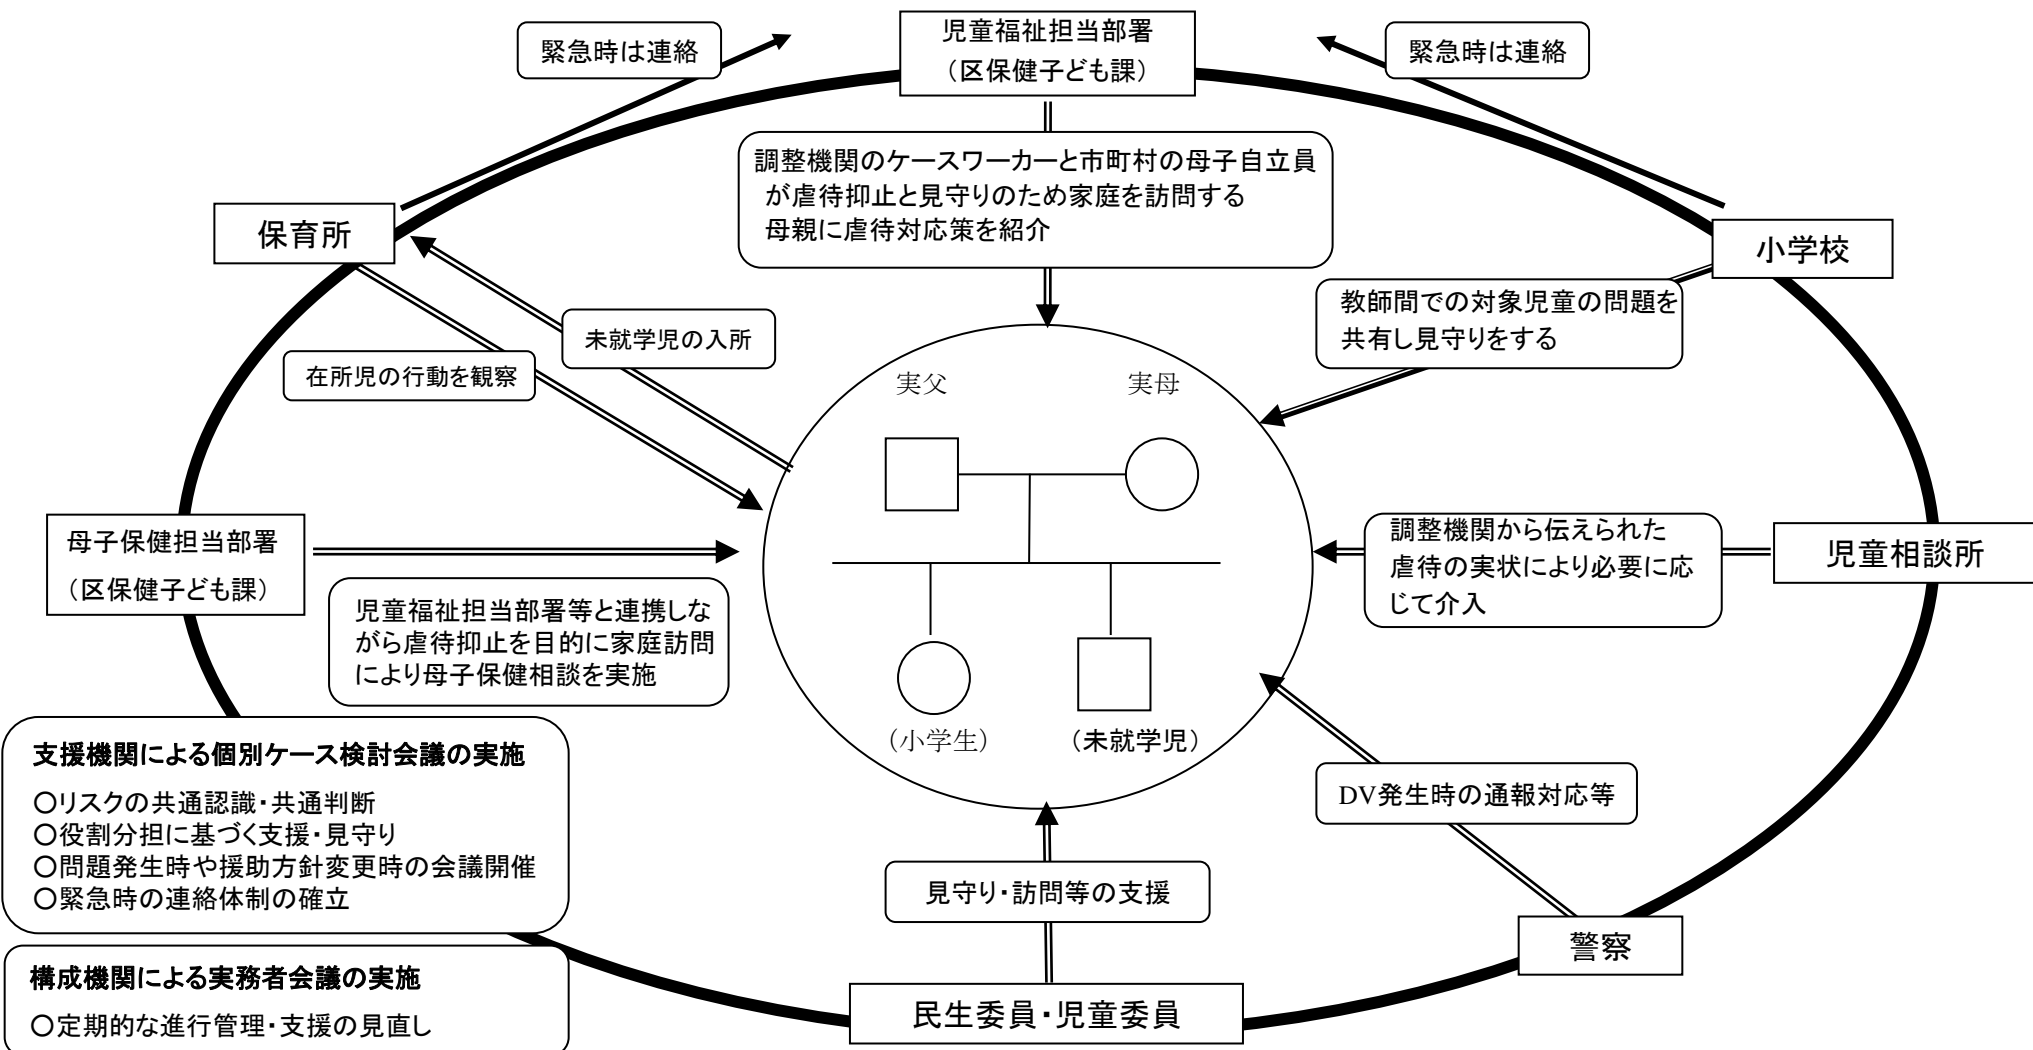 緊急時は連絡
児童福祉担当部署
（区保健子ども課）
緊急時は連絡
調整機関のケースワーカーと市町村の母子自立員
が虐待抑止と見守りのため家庭を訪問する
母親に虐待対応策を紹介
保育所
小学校
教師間での対象児童の問題を
共有し見守りをする
未就学児の入所
在所児の行動を観察
実父
実母
母子保健担当部署
（区保健子ども課）
調整機関から伝えられた
虐待の実状により必要に応
じて介入
児童相談所
児童福祉担当部署等と連携しな
がら虐待抑止を目的に家庭訪問
により母子保健相談を実施
（小学生）
（未就学児）
支援機関による個別ケース検討会議の実施
○リスクの共通認識・共通判断
○役割分担に基づく支援・見守り
○問題発生時や援助方針変更時の会議開催
○緊急時の連絡体制の確立
DV発生時の通報対応等
見守り・訪問等の支援
警察
構成機関による実務者会議の実施
○定期的な進行管理・支援の見直し
民生委員・児童委員